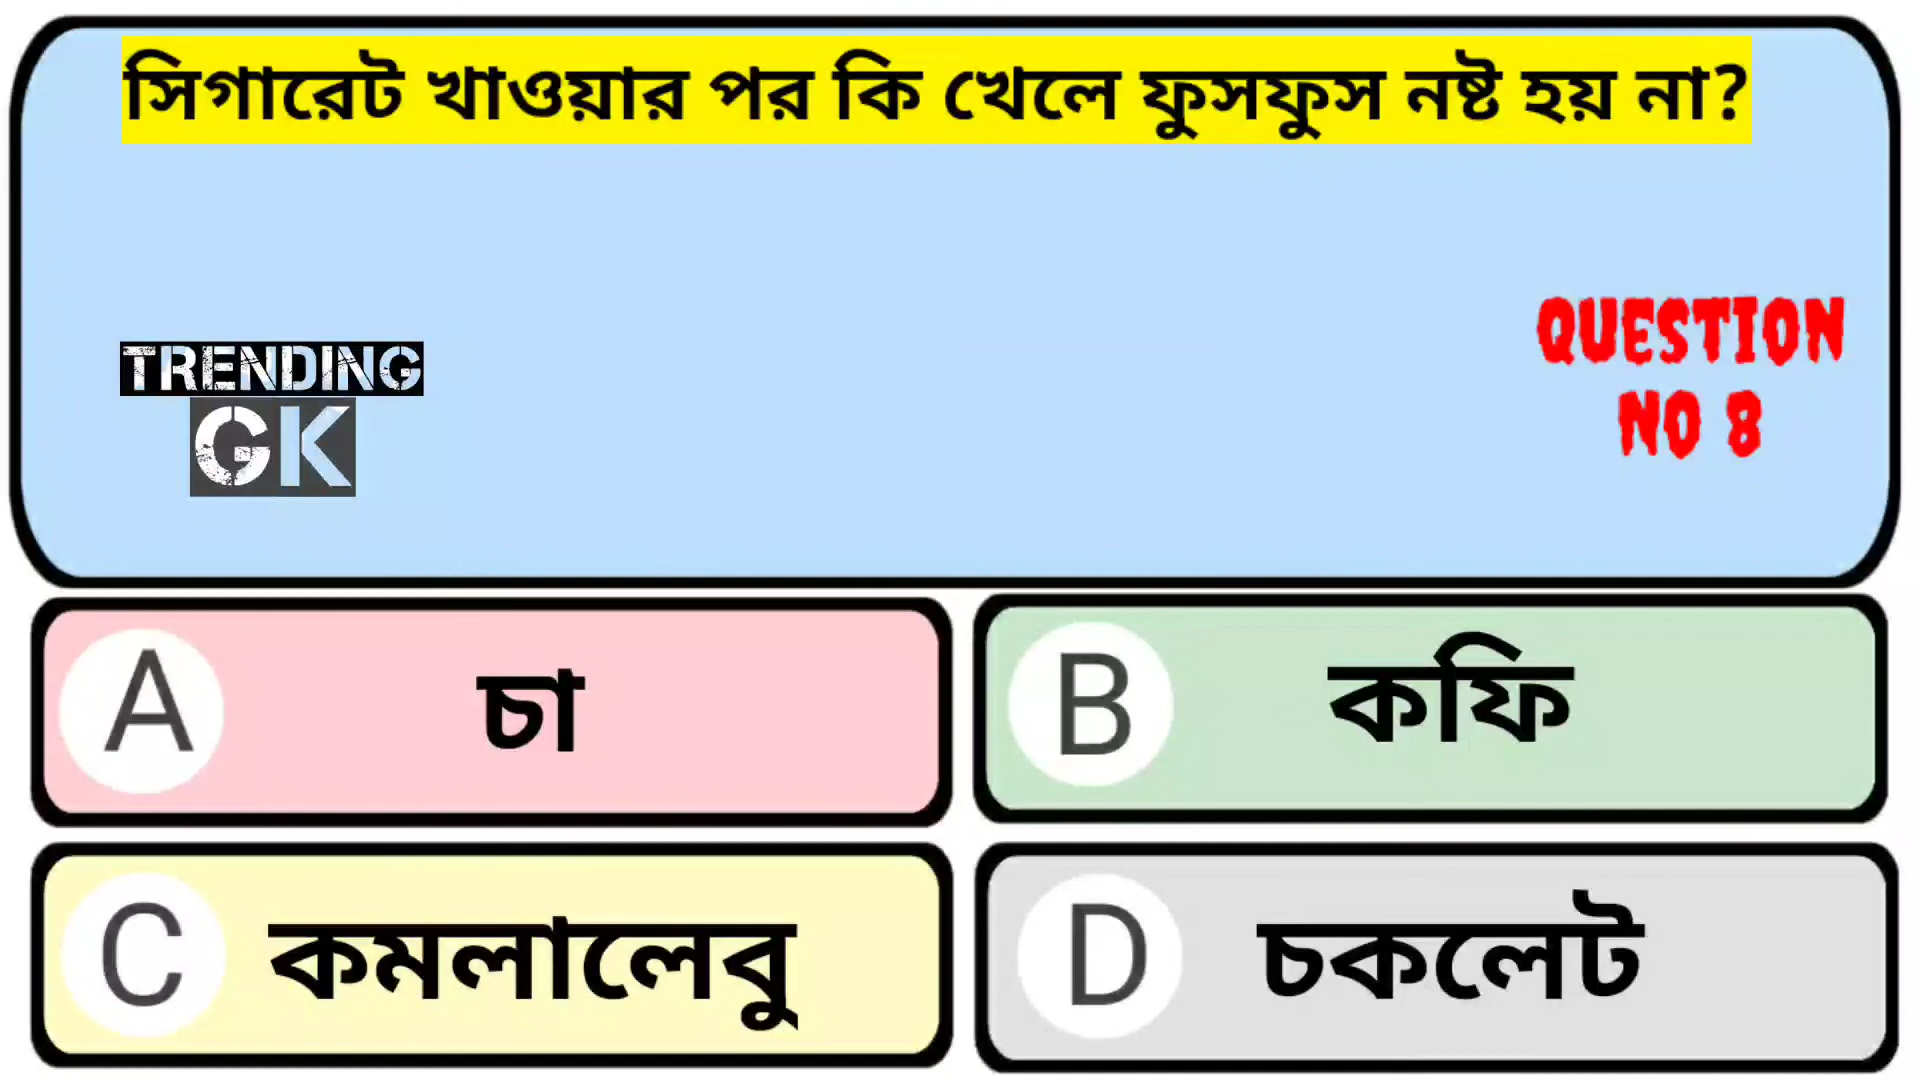 সিগারেট খাওয়ার পর কি খেলে ফুসফুস নষ্ট হয় না?
TRENDING
GK
QUESTION
NO 8
A চা
B কফি
C কমলালেবু
D চকলেট